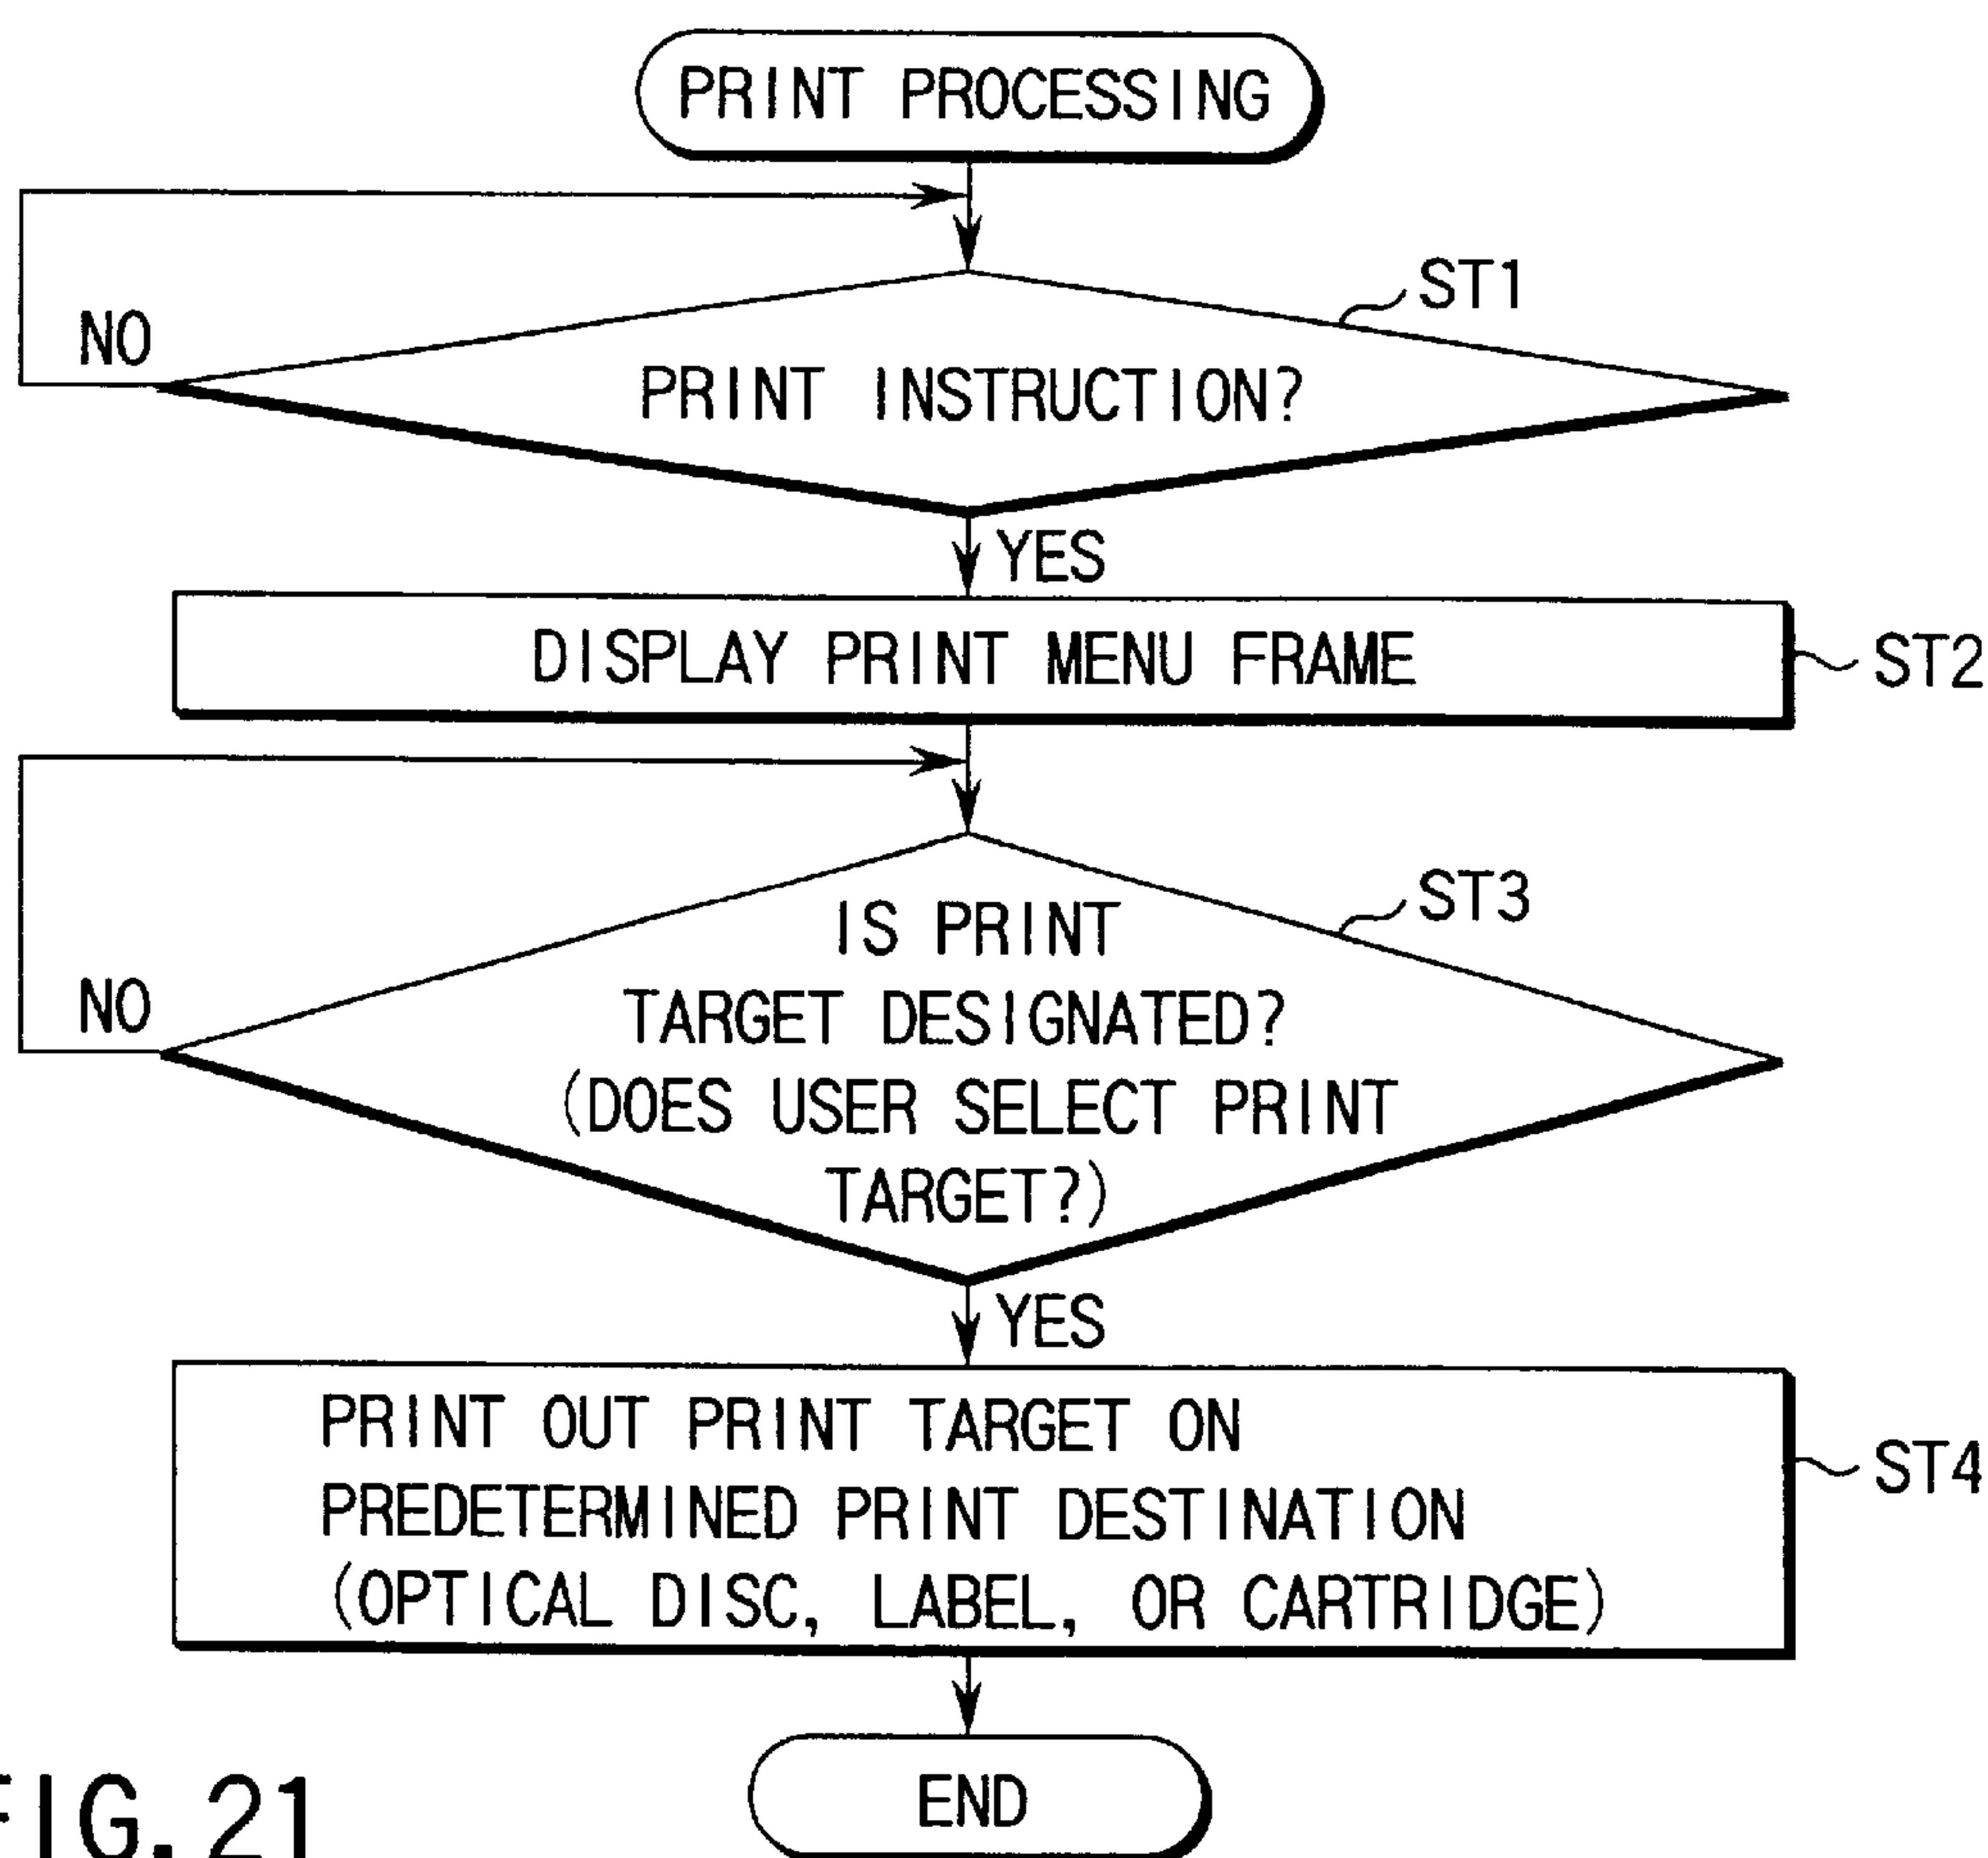 PRINT PROCESSING
ST1
NO
PRINT INSTRUCTION?
YES
DISPLAY PRINT MENU FRAME
ST2
ST3
IS PRINT
TARGET DESIGNATED?
NO
(DOES USER SELECT PRINT
TARGET?)
YES
PRINT OUT PRINT TARGET ON
PREDETERMINED PRINT DESTINATION
(OPTICAL DISC, LABEL, OR CARTRIDGE)
ST4
END
FIG. 21